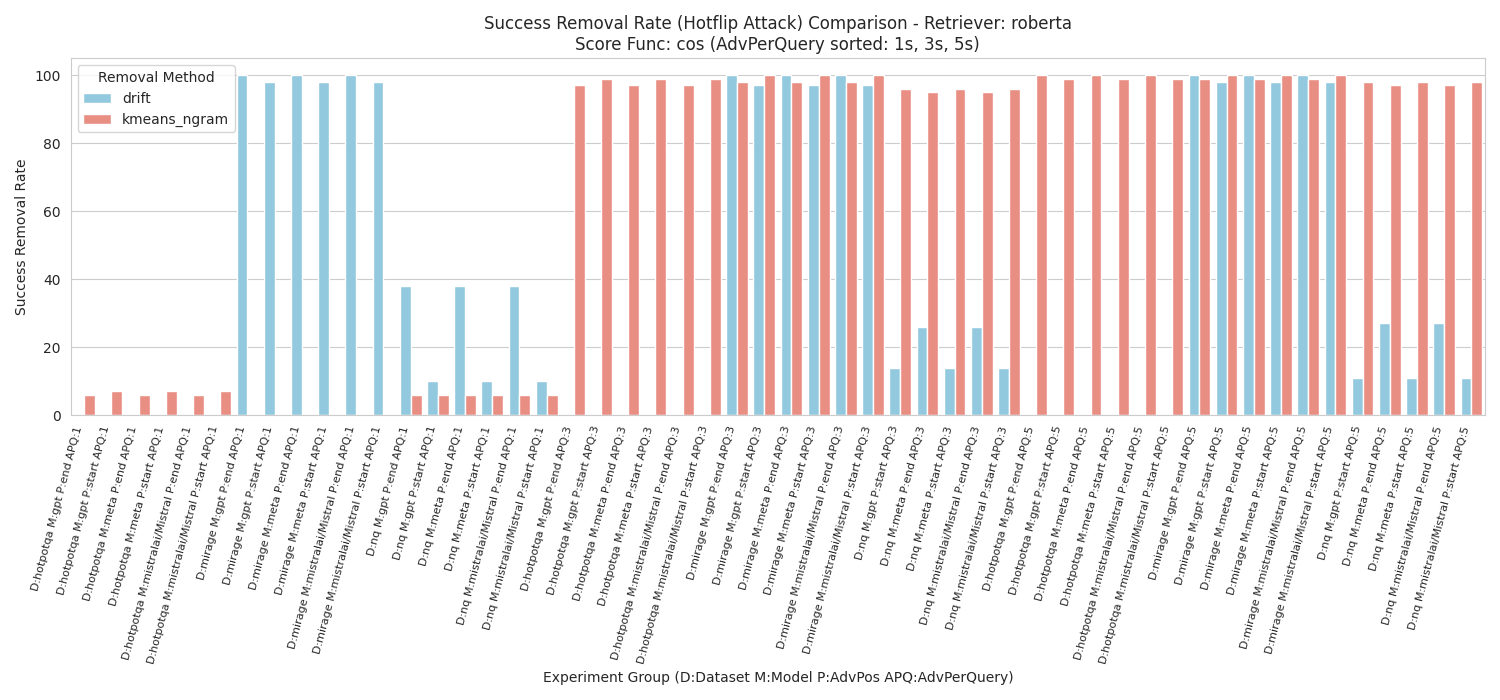 Success Removal Rate (Hotflip Attack) Comparison - Retriever: roberta
Score Func: cos (AdvPerQuery sorted: 1s, 3s, 5s)
Removal Method
drift
kmeans_ngram
Success Removal Rate
100
80
60
40
20
0
D:hotpotqa M:gpt P:end APQ:1
D:hotpotqa M:gpt P:start APQ:1
D:hotpotqa M:meta P:end APQ:1
D:hotpotqa M:meta P:start APQ:1
D:hotpotqa M:mistralai/Mistral P:end APQ:1
D:hotpotqa M:mistralai/Mistral P:start APQ:1
D:mirage M:gpt P:end APQ:1
D:mirage M:gpt P:start APQ:1
D:mirage M:meta P:end APQ:1
D:mirage M:meta P:start APQ:1
D:mirage M:mistralai/Mistral P:end APQ:1
D:mirage M:mistralai/Mistral P:start APQ:1
D:nq M:gpt P:end APQ:1
D:nq M:gpt P:start APQ:1
D:nq M:meta P:end APQ:1
D:nq M:meta P:start APQ:1
D:nq M:mistralai/Mistral P:end APQ:1
D:nq M:mistralai/Mistral P:start APQ:1
D:hotpotqa M:gpt P:end APQ:3
D:hotpotqa M:gpt P:start APQ:3
D:hotpotqa M:meta P:end APQ:3
D:hotpotqa M:meta P:start APQ:3
D:hotpotqa M:mistralai/Mistral P:end APQ:3
D:hotpotqa M:mistralai/Mistral P:start APQ:3
D:mirage M:gpt P:end APQ:3
D:mirage M:gpt P:start APQ:3
D:mirage M:meta P:end APQ:3
D:mirage M:meta P:start APQ:3
D:mirage M:mistralai/Mistral P:end APQ:3
D:mirage M:mistralai/Mistral P:start APQ:3
D:nq M:gpt P:start APQ:3
D:nq M:meta P:end APQ:3
D:nq M:meta P:start APQ:3
D:nq M:mistralai/Mistral P:end APQ:3
D:nq M:mistralai/Mistral P:start APQ:3
D:hotpotqa M:gpt P:end APQ:5
D:hotpotqa M:gpt P:start APQ:5
D:hotpotqa M:meta P:end APQ:5
D:hotpotqa M:meta P:start APQ:5
D:hotpotqa M:mistralai/Mistral P:end APQ:5
D:hotpotqa M:mistralai/Mistral P:start APQ:5
D:mirage M:gpt P:end APQ:5
D:mirage M:gpt P:start APQ:5
D:mirage M:meta P:end APQ:5
D:mirage M:meta P:start APQ:5
D:mirage M:mistralai/Mistral P:end APQ:5
D:mirage M:mistralai/Mistral P:start APQ:5
D:nq M:gpt P:start APQ:5
D:nq M:meta P:end APQ:5
D:nq M:meta P:start APQ:5
D:nq M:mistralai/Mistral P:end APQ:5
D:nq M:mistralai/Mistral P:start APQ:5
Experiment Group (D:Dataset M:Model P:AdvPos APQ:AdvPerQuery)